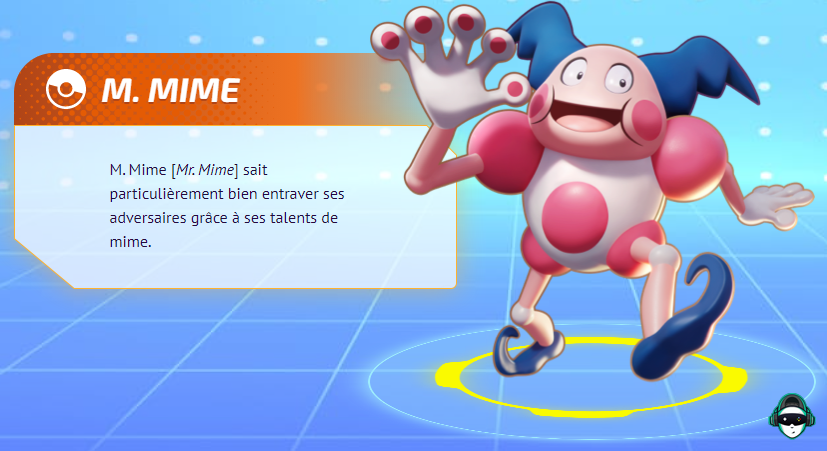 M. MIME
M. Mime [Mr. Mime] sait
particulièrement bien entraver ses
adversaires grâce à ses talents de
mime.